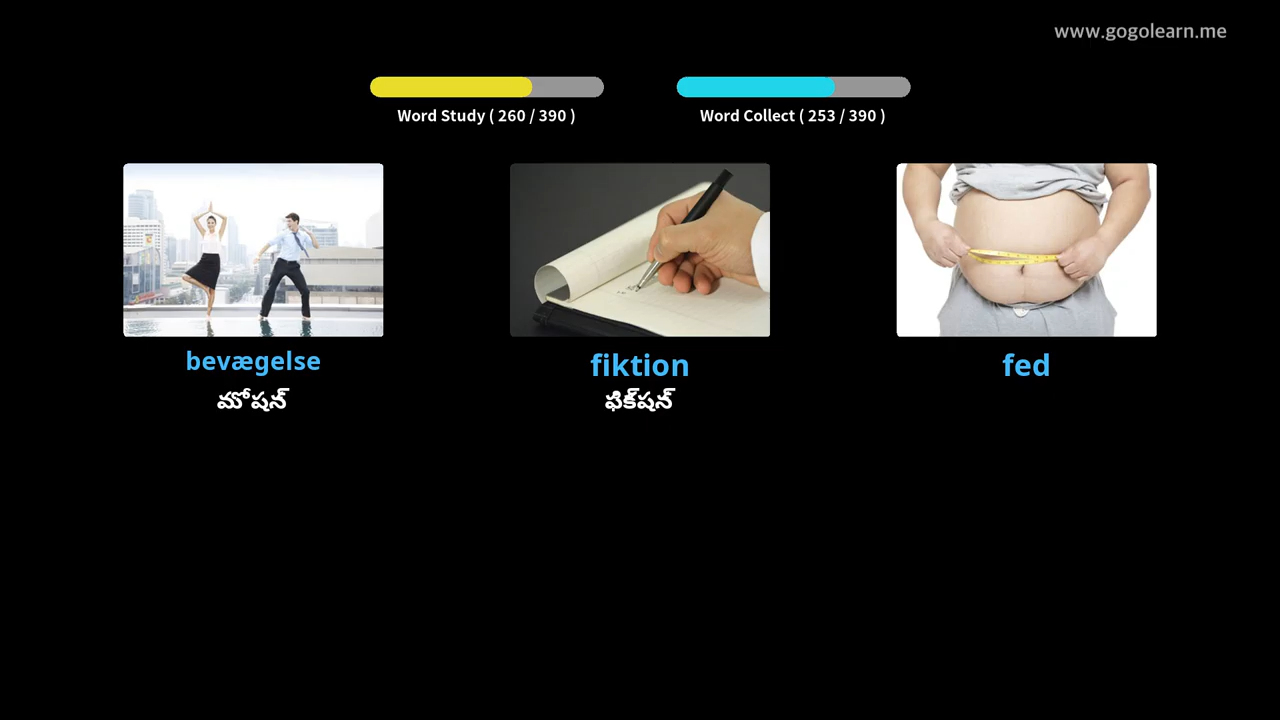 www.gogolearn.me
Word Study ( 260 / 390 )
Word Collect ( 253 / 390 )
bevægelse
మోషన్
fiktion
ఫిక్‌షన్
fed